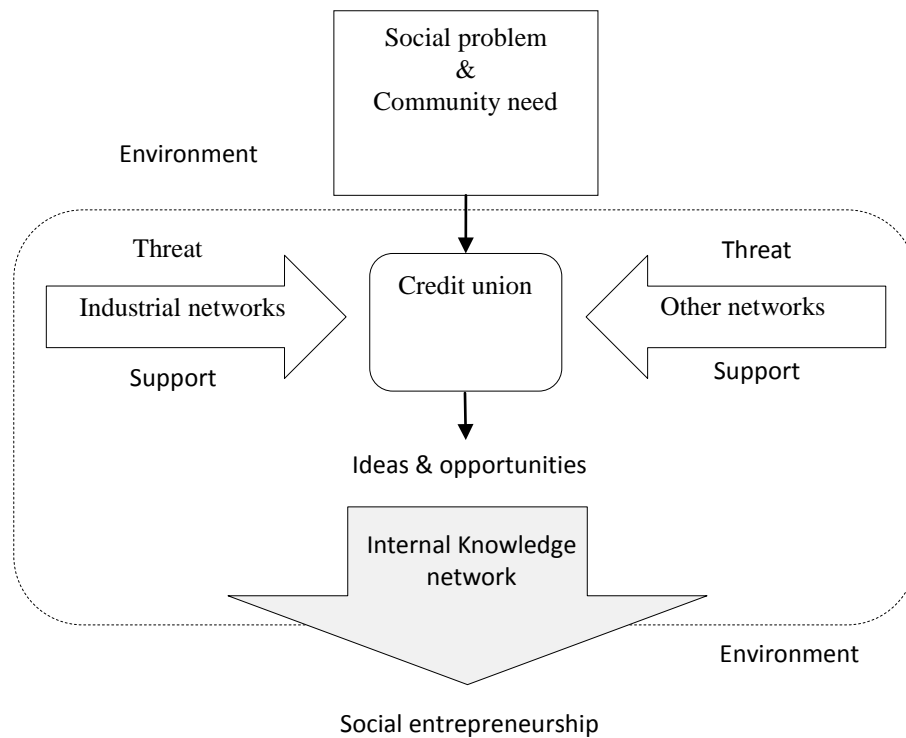 Social problem
&
Community need
Environment
Threat
Threat
Industrial networks
Credit union
Other networks
Support
Support
Ideas & opportunities
Internal Knowledge
network
Environment
Social entrepreneurship